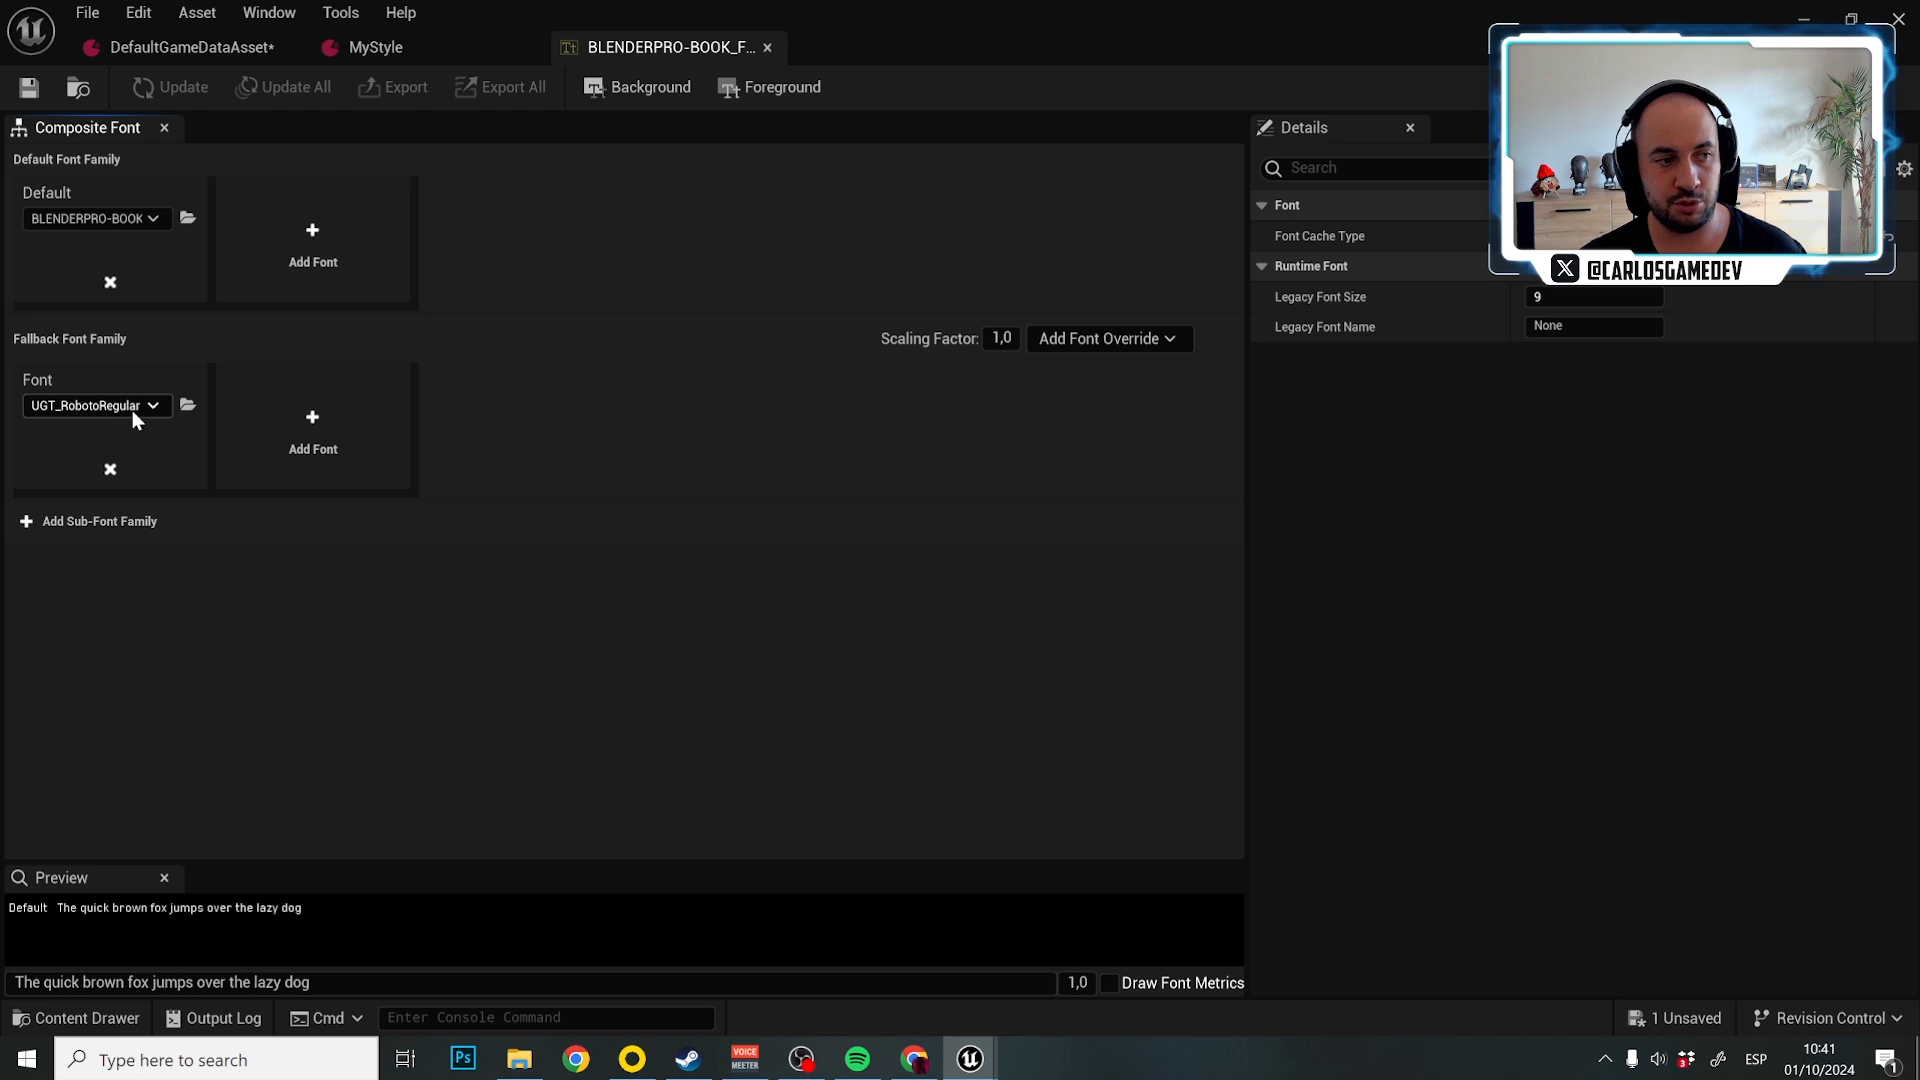 File Edit Asset Window Tools Help
DefaultGameDataAsset* MyStyle BLENDERPRO-BOOK_F...
Update Update All Export Export All Background Foreground
Composite Font
Default Font Family
Default
BLENDERPRO-BOOK
Add Font
Fallback Font Family
Scaling Factor: 1,0 Add Font Override
Font
UGT_RobotoRegular
Add Font
Add Sub-Font Family
Details
Search
Font
Font Cache Type
Runtime Font
Legacy Font Size 9
Legacy Font Name None
X @CARLOSGAMEDEV
Preview
Default The quick brown fox jumps over the lazy dog
The quick brown fox jumps over the lazy dog 1,0 Draw Font Metrics
Content Drawer Output Log Cmd Enter Console Command 1 Unsaved Revision Control
Type here to search Ps VOICE MEETER 3 ESP 10:41
01/10/2024 1